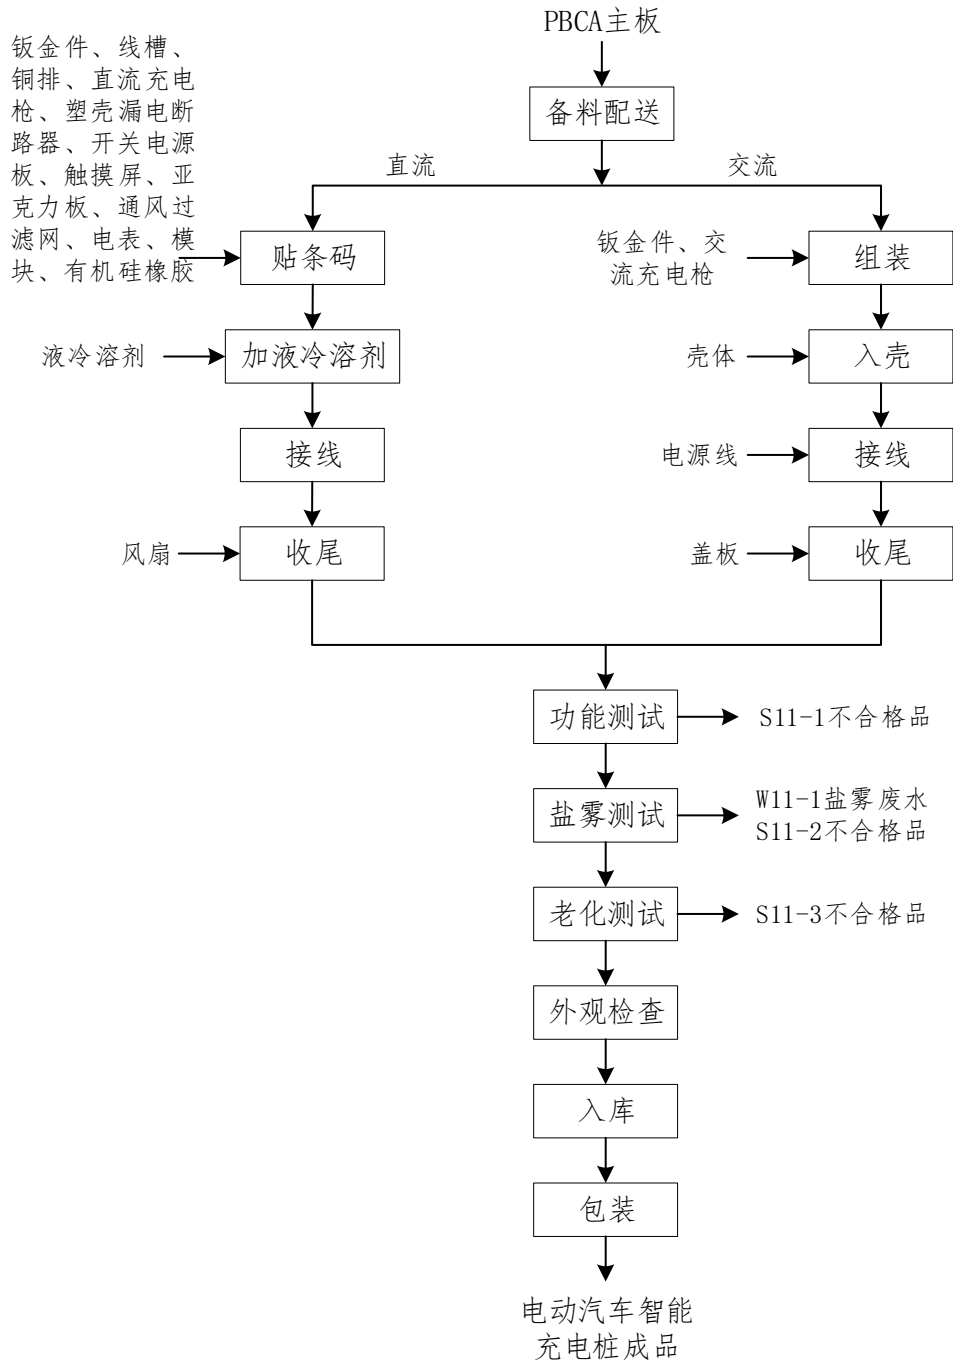 PBCA主板
备料配送
直流
交流
钣金件、线槽、
铜排、直流充电
枪、塑壳漏电断
路器、开关电源
板、触摸屏、亚
克力板、通风过
滤网、电表、模
块、有机硅橡胶
贴条码
液冷溶剂
加液冷溶剂
接线
风扇
收尾
钣金件、交
流充电枪
组装
壳体
入壳
电源线
接线
盖板
收尾
功能测试
S11-1不合格品
盐雾测试
W11-1盐雾废水
S11-2不合格品
老化测试
S11-3不合格品
外观检查
入库
包装
电动汽车智能
充电桩成品